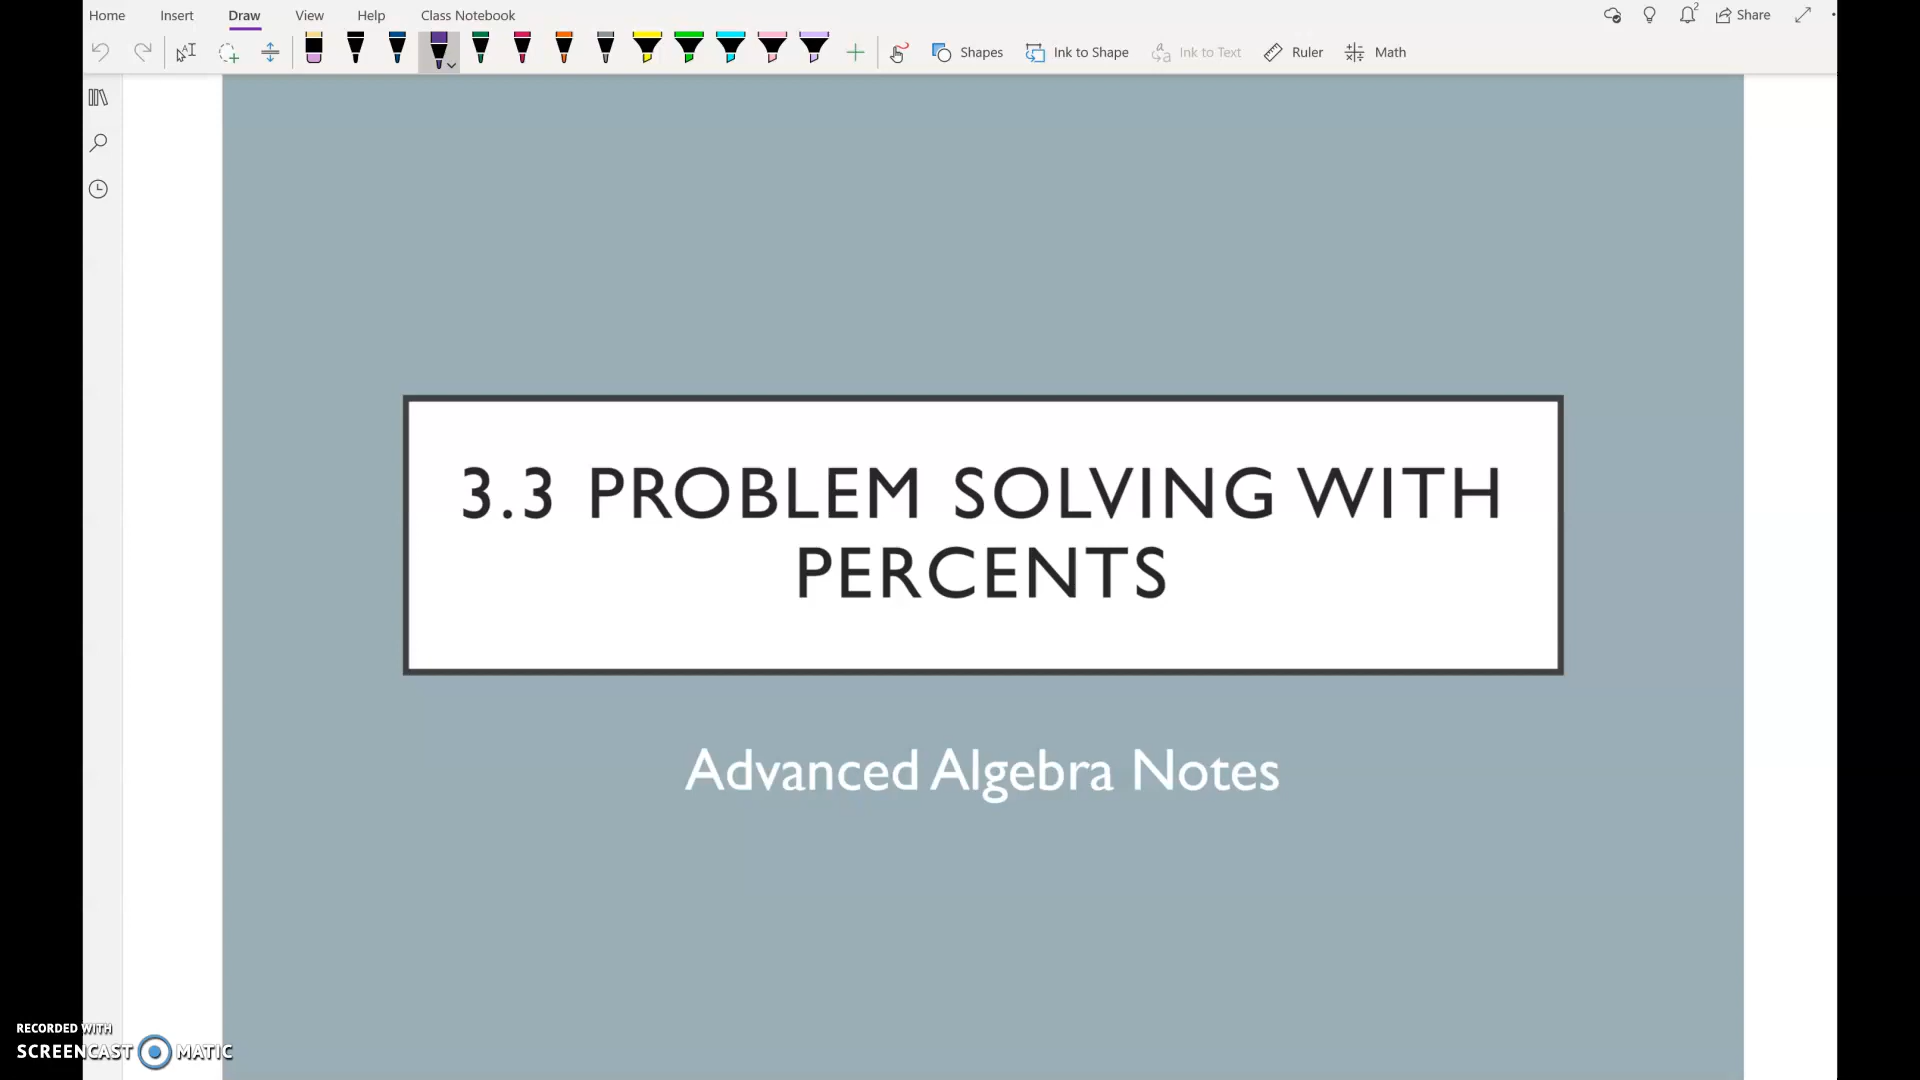 Home Insert Draw View Help Class Notebook 2 Share
Shapes Ink to Shape Ink to Text Ruler Math
3.3 PROBLEM SOLVING WITH
PERCENTS
Advanced Algebra Notes
RECORDED WITH
SCREENCAST MATIC